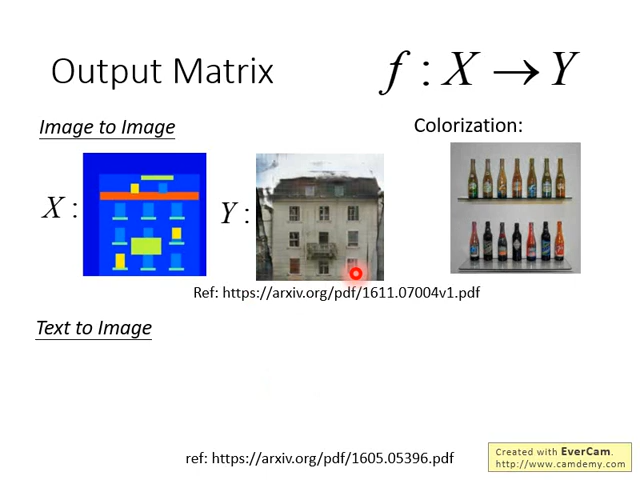 Output Matrix
f : X → Y
Image to Image
Colorization:
X :
Y :
Ref: https://arxiv.org/pdf/1611.07004v1.pdf
Text to Image
ref: https://arxiv.org/pdf/1605.05396.pdf
Created with EverCam.
http://www.camdemy.com